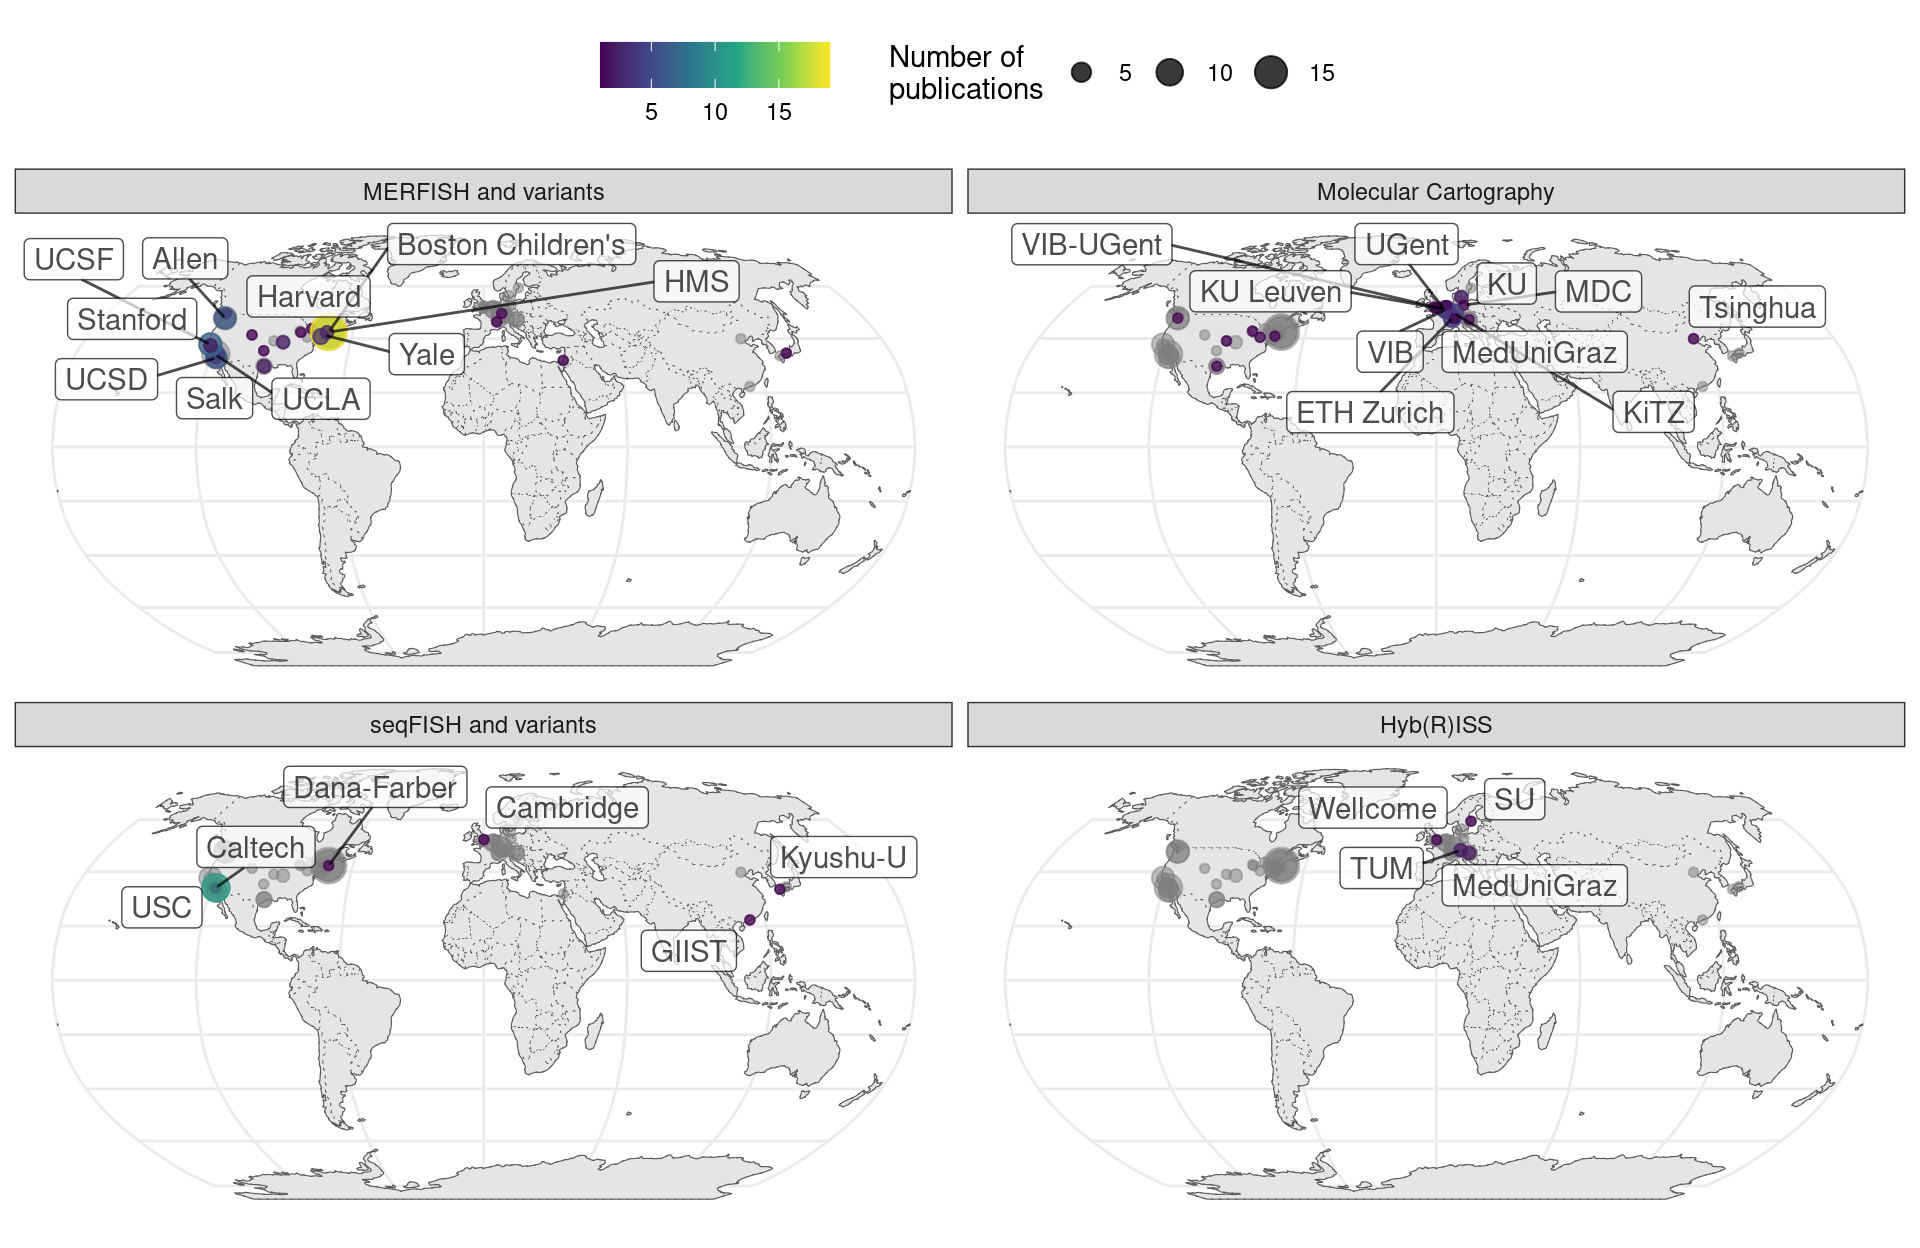 Number of
publications
5
10
15
5
10
15
MERFISH and variants
Molecular Cartography
UCSF
Allen
Boston Children's
Harvard
HMS
Stanford
Yale
UCSD
Salk
UCLA
VIB-UGent
UGent
KU Leuven
KU
MDC
Tsinghua
VIB
MedUniGraz
ETH Zurich
KiTZ
seqFISH and variants
Hyb(R)ISS
Dana-Farber
Cambridge
Caltech
Kyushu-U
USC
GIIST
Wellcome
SU
TUM
MedUniGraz